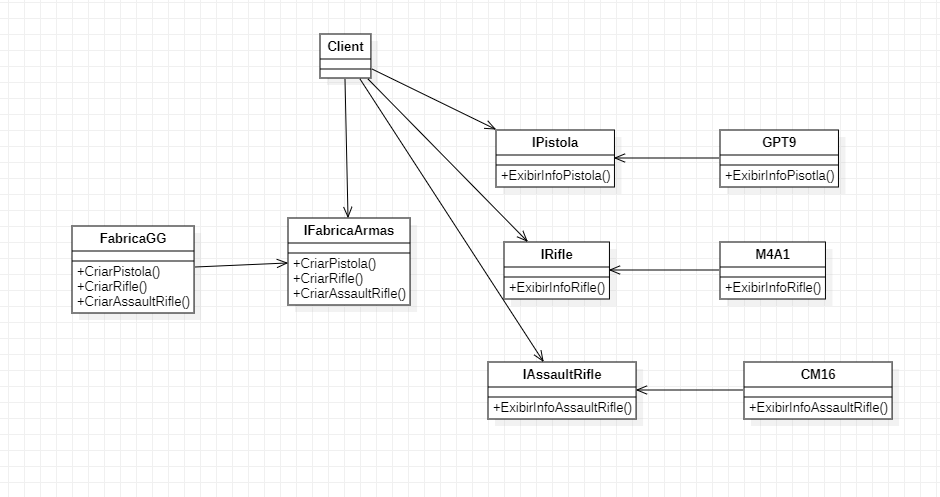 Client
IPistola
+ExibirInfoPistola()
GPT9
+ExibirInfoPisotla()
FabricaGG
+CriarPistola()
+CriarRifle()
+CriarAssaultRifle()
IFabricaArmas
+CriarPistola()
+CriarRifle()
+CriarAssaultRifle()
IRifle
+ExibirInfoRifle()
M4A1
+ExibirInfoRifle()
IAssaultRifle
+ExibirInfoAssaultRifle()
CM16
+ExibirInfoAssaultRifle()